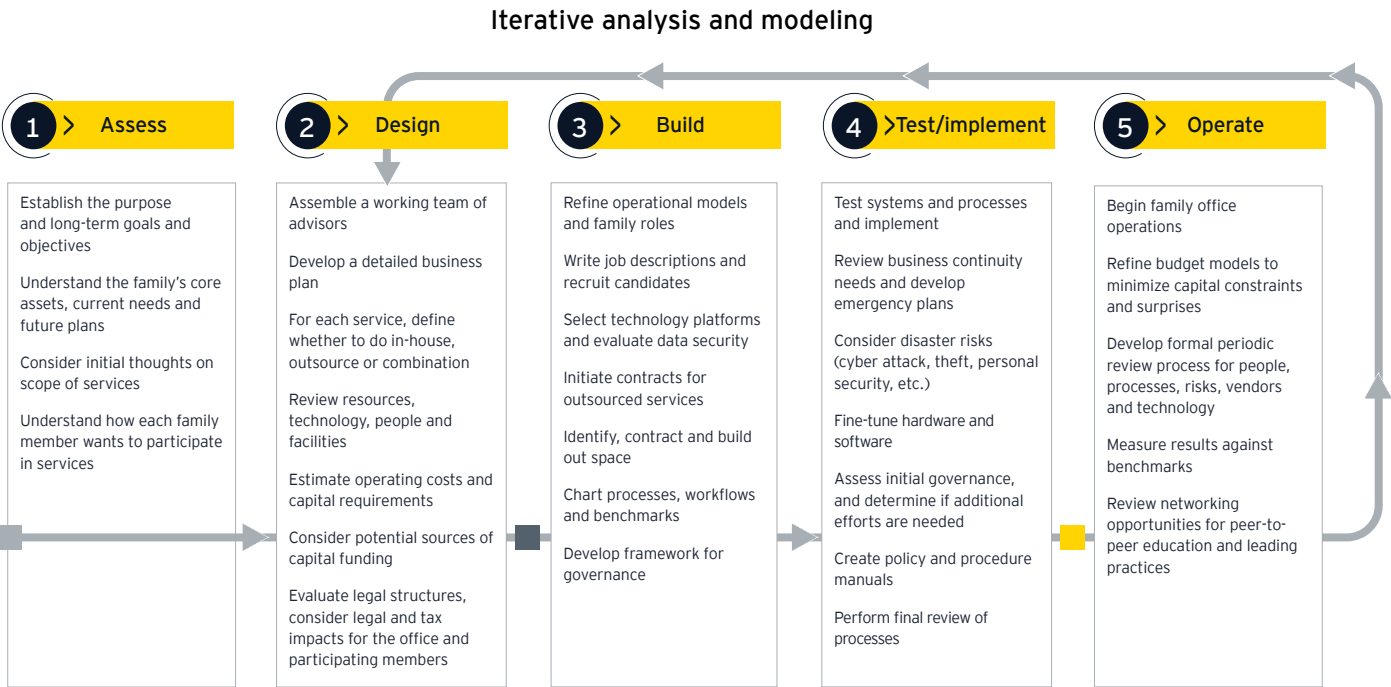 Iterative analysis and modeling
1 > Assess
Establish the purpose
and long-term goals and
objectives
Understand the family's core
assets, current needs and
future plans
Consider initial thoughts on
scope of services
Understand how each family
member wants to participate
in services
2 > Design
Assemble a working team of
advisors
Develop a detailed business
plan
For each service, define
whether to do in-house,
outsource or combination
Review resources,
technology, people and
facilities
Estimate operating costs and
capital requirements
Consider potential sources of
capital funding
Evaluate legal structures,
consider legal and tax
impacts for the office and
participating members
3 > Build
Refine operational models
and family roles
Write job descriptions and
recruit candidates
Select technology platforms
and evaluate data security
Initiate contracts for
outsourced services
Identify, contract and build
out space
Chart processes, workflows
and benchmarks
Develop framework for
governance
4 >Test/implement
Test systems and processes
and implement
Review business continuity
needs and develop
emergency plans
Consider disaster risks
(cyber attack, theft, personal
security, etc.)
Fine-tune hardware and
software
Assess initial governance,
and determine if additional
efforts are needed
Create policy and procedure
manuals
Perform final review of
processes
5 > Operate
Begin family office
operations
Refine budget models to
minimize capital constraints
and surprises
Develop formal periodic
review process for people,
processes, risks, vendors
and technology
Measure results against
benchmarks
Review networking
opportunities for peer-to-
peer education and leading
practices